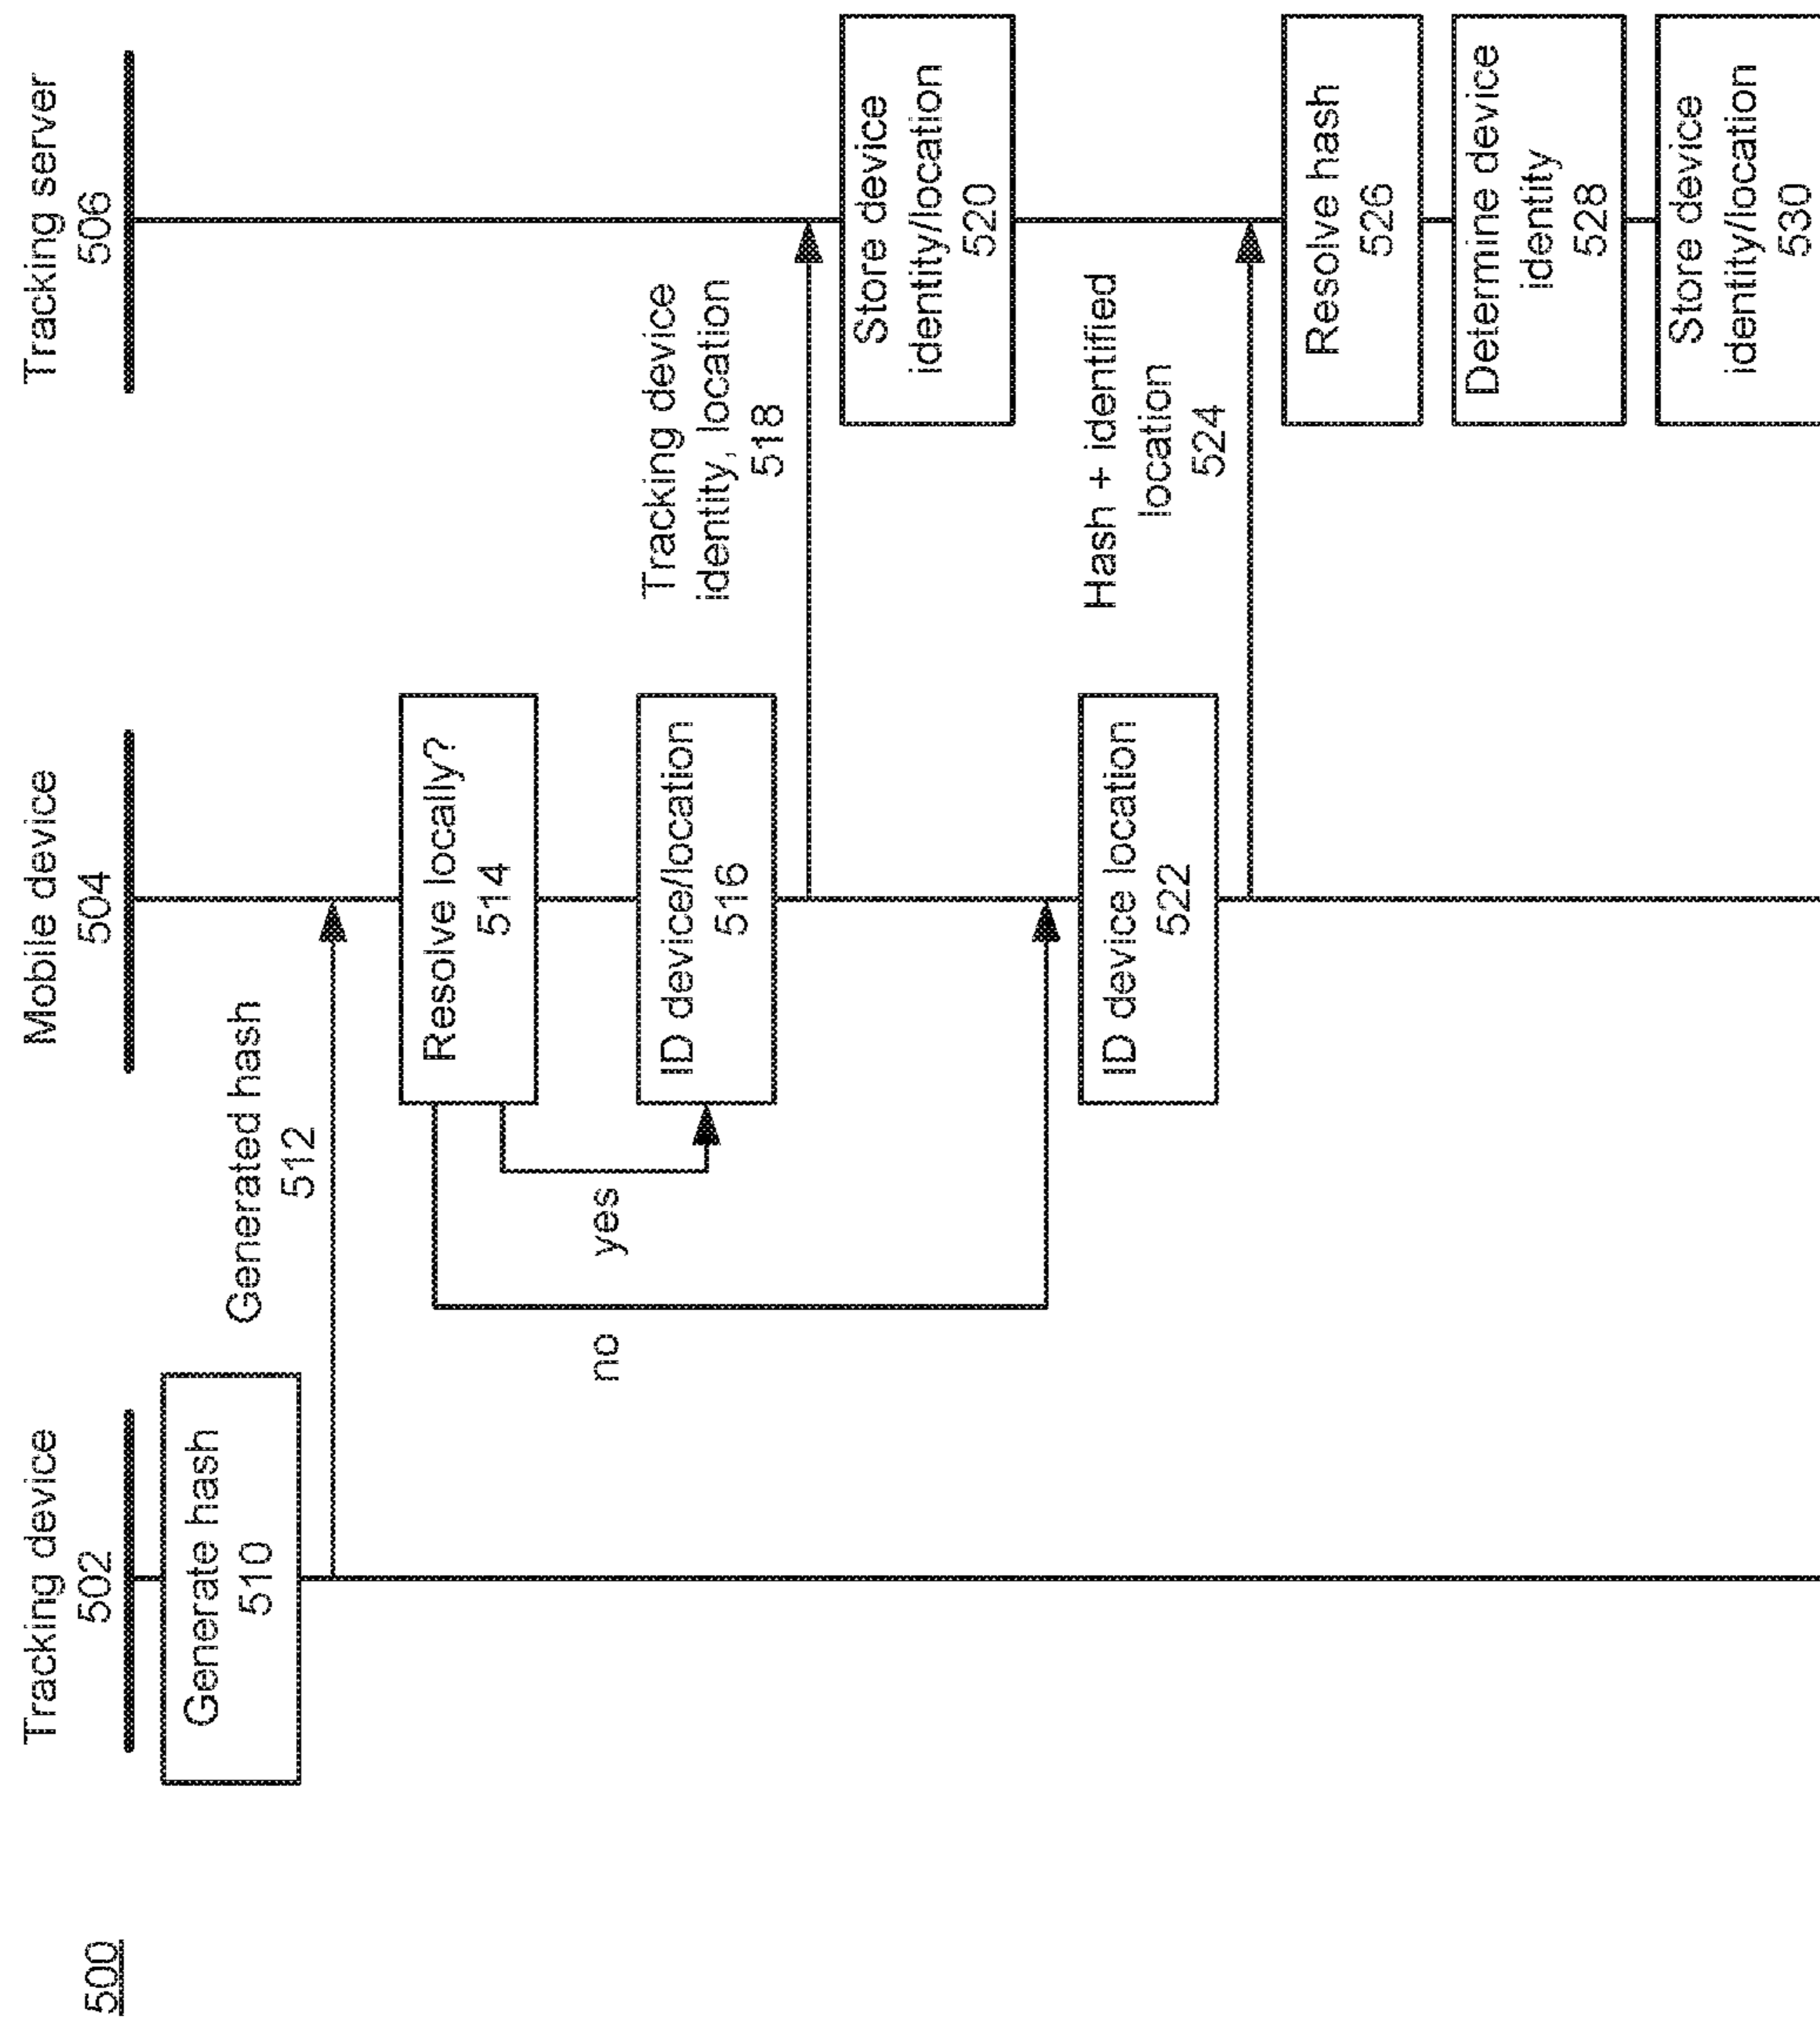 500
Tracking device
502
Mobile device
504
Tracking server
506
Generate hash
510
Generated hash
512
Resolve locally?
514
no
yes
ID device/location
516
Tracking device
identity, location
518
Store device
identity/location
520
ID device location
522
Hash + identified
location
524
Resolve hash
526
Determine device
identity
528
Store device
identity/location
530